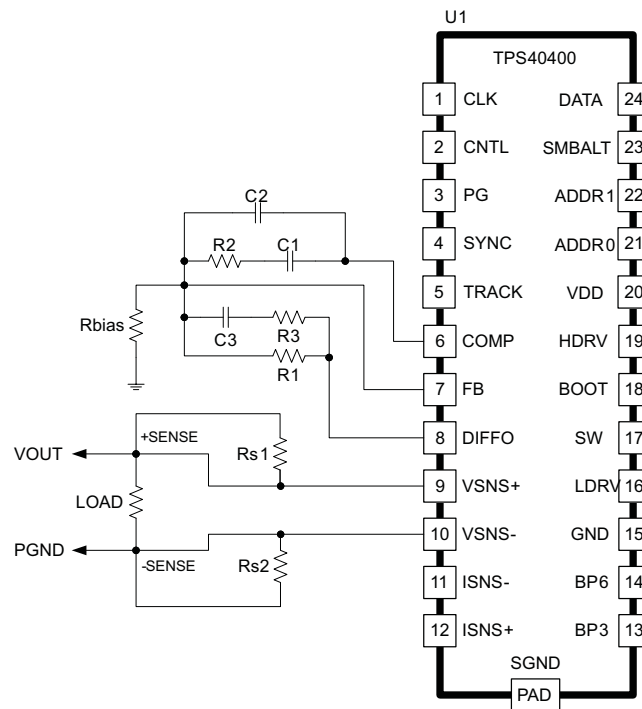 U1
TPS40400
1 CLK DATA 24
2 CNTL SMBALT 23
3 PG ADDR1 22
4 SYNC ADDR0 21
5 TRACK VDD 20
6 COMP HDRV 19
7 FB BOOT 18
8 DIFFO SW 17
9 VSNS+ LDRV 16
10 VSNS- GND 15
11 ISNS- BP6 14
12 ISNS+ BP3 13
SGND
PAD
C2
R2 C1
Rbias
C3 R3
R1
VOUT +SENSE Rs1
LOAD
PGND -SENSE Rs2